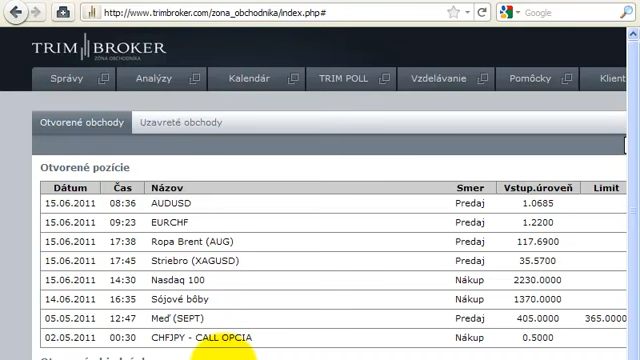 http://www.trimbroker.com/zona_obchodnika/index.php#
Google
TRIM BROKER
ZÓNA OBCHODNÍKA
Správy Analýzy Kalendár TRIM POLL Vzdelávanie Pomôcky Klient
Otvorené obchody Uzavreté obchody
Otvorené pozície
Dátum Čas Názov Smer Vstup.úroveň Limit
15.06.2011 08:36 AUDUSD Predaj 1.0685
15.06.2011 09:23 EURCHF Predaj 1.2200
15.06.2011 17:38 Ropa Brent (AUG) Predaj 117.6900
15.06.2011 17:45 Striebro (XAGUSD) Predaj 35.5700
15.06.2011 14:30 Nasdaq 100 Nákup 2230.0000
14.06.2011 16:35 Sójové bôby Nákup 1370.0000
05.05.2011 12:47 Meď (SEPT) Predaj 405.0000 365.0000
02.05.2011 00:30 CHFJPY - CALL OPCIA Nákup 0.5000